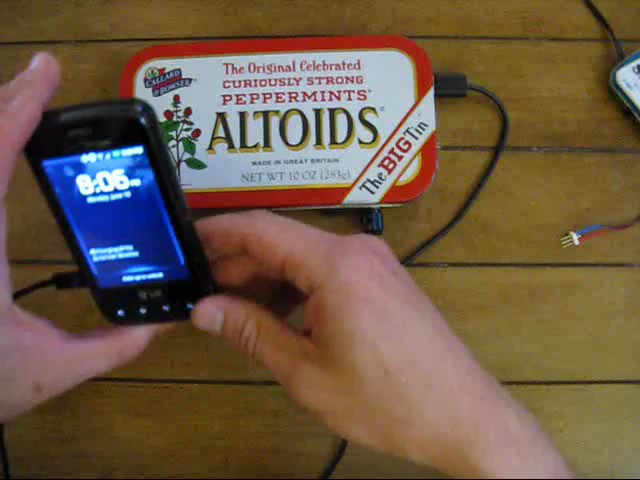 CALLARD
& BOWSER
The Original Celebrated
CURIOUSLY STRONG
PEPPERMINTS
ALTOIDS
MADE IN GREAT BRITAIN
NET WT 10 OZ (283g)
The BIG Tin
8:06